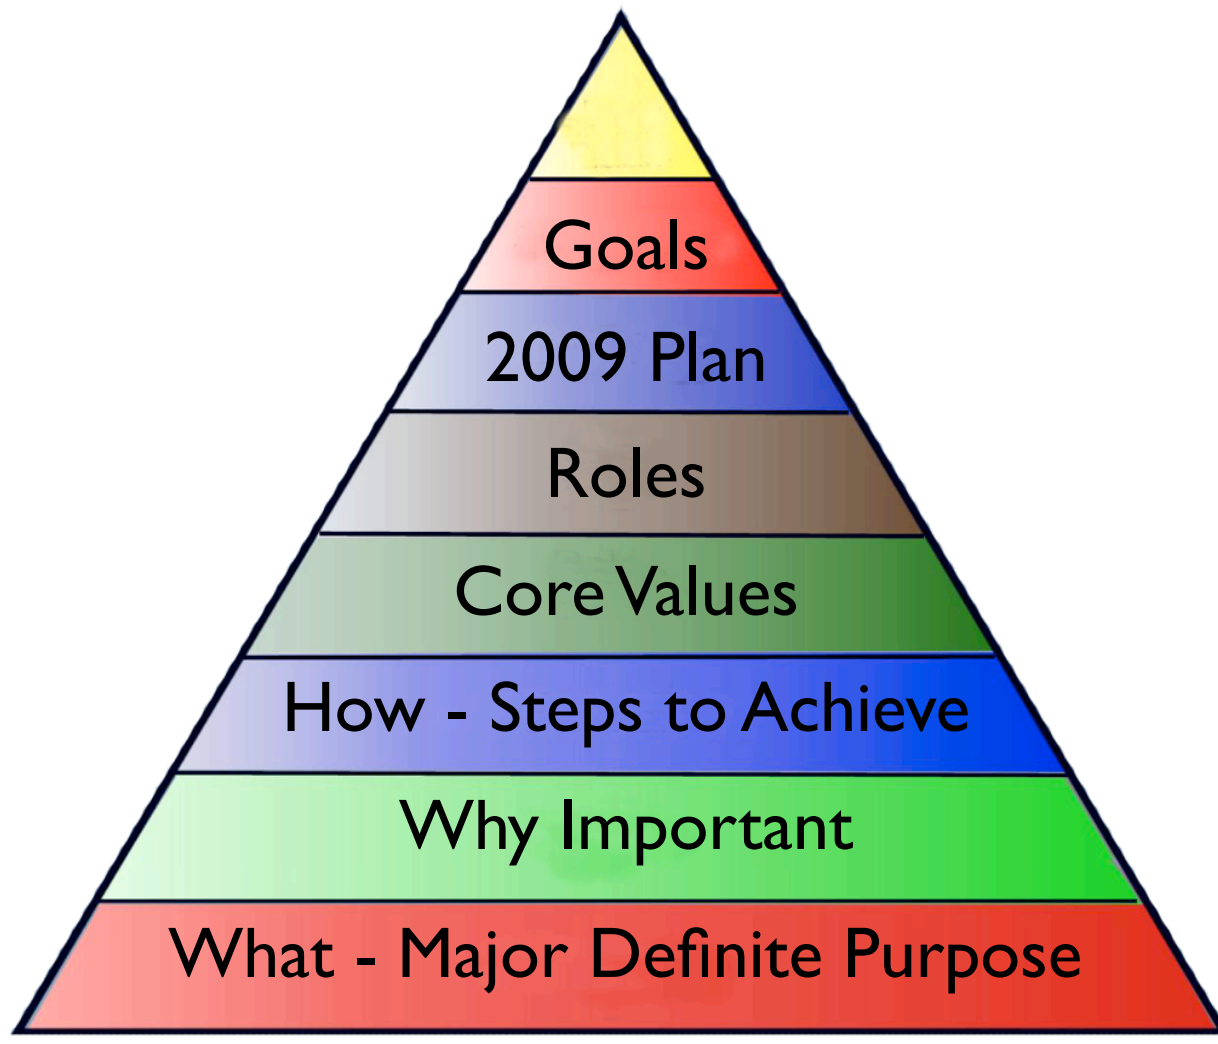 Goals
2009 Plan
Roles
Core Values
How - Steps to Achieve
Why Important
What - Major Definite Purpose